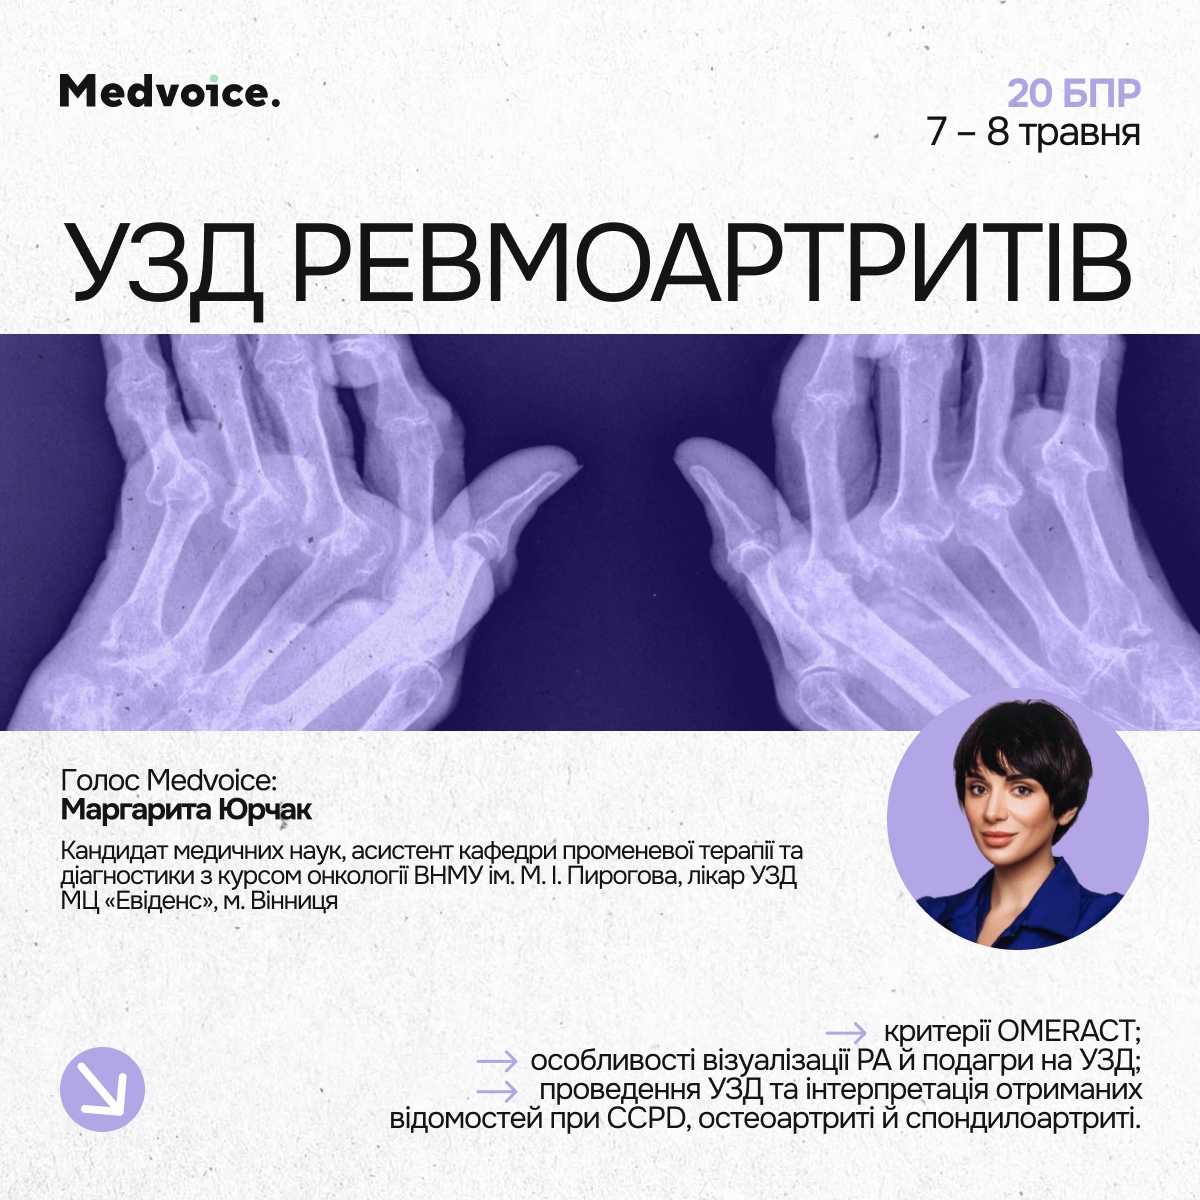 Medvoice.
20 БПР
7 – 8 травня
УЗД РЕВМОАРТРИТІВ
Голос Medvoice:
Маргарита Юрчак
Кандидат медичних наук, асистент кафедри променевої терапії та
діагностики з курсом онкології ВНМУ ім. М. І. Пирогова, лікар УЗД
МЦ «Евіденс», м. Вінниця
→ критерії OMERACT;
→ особливості візуалізації РА й подагри на УЗД;
→ проведення УЗД та інтерпретація отриманих
відомостей при CCPD, остеоартриті й спондилоартриті.